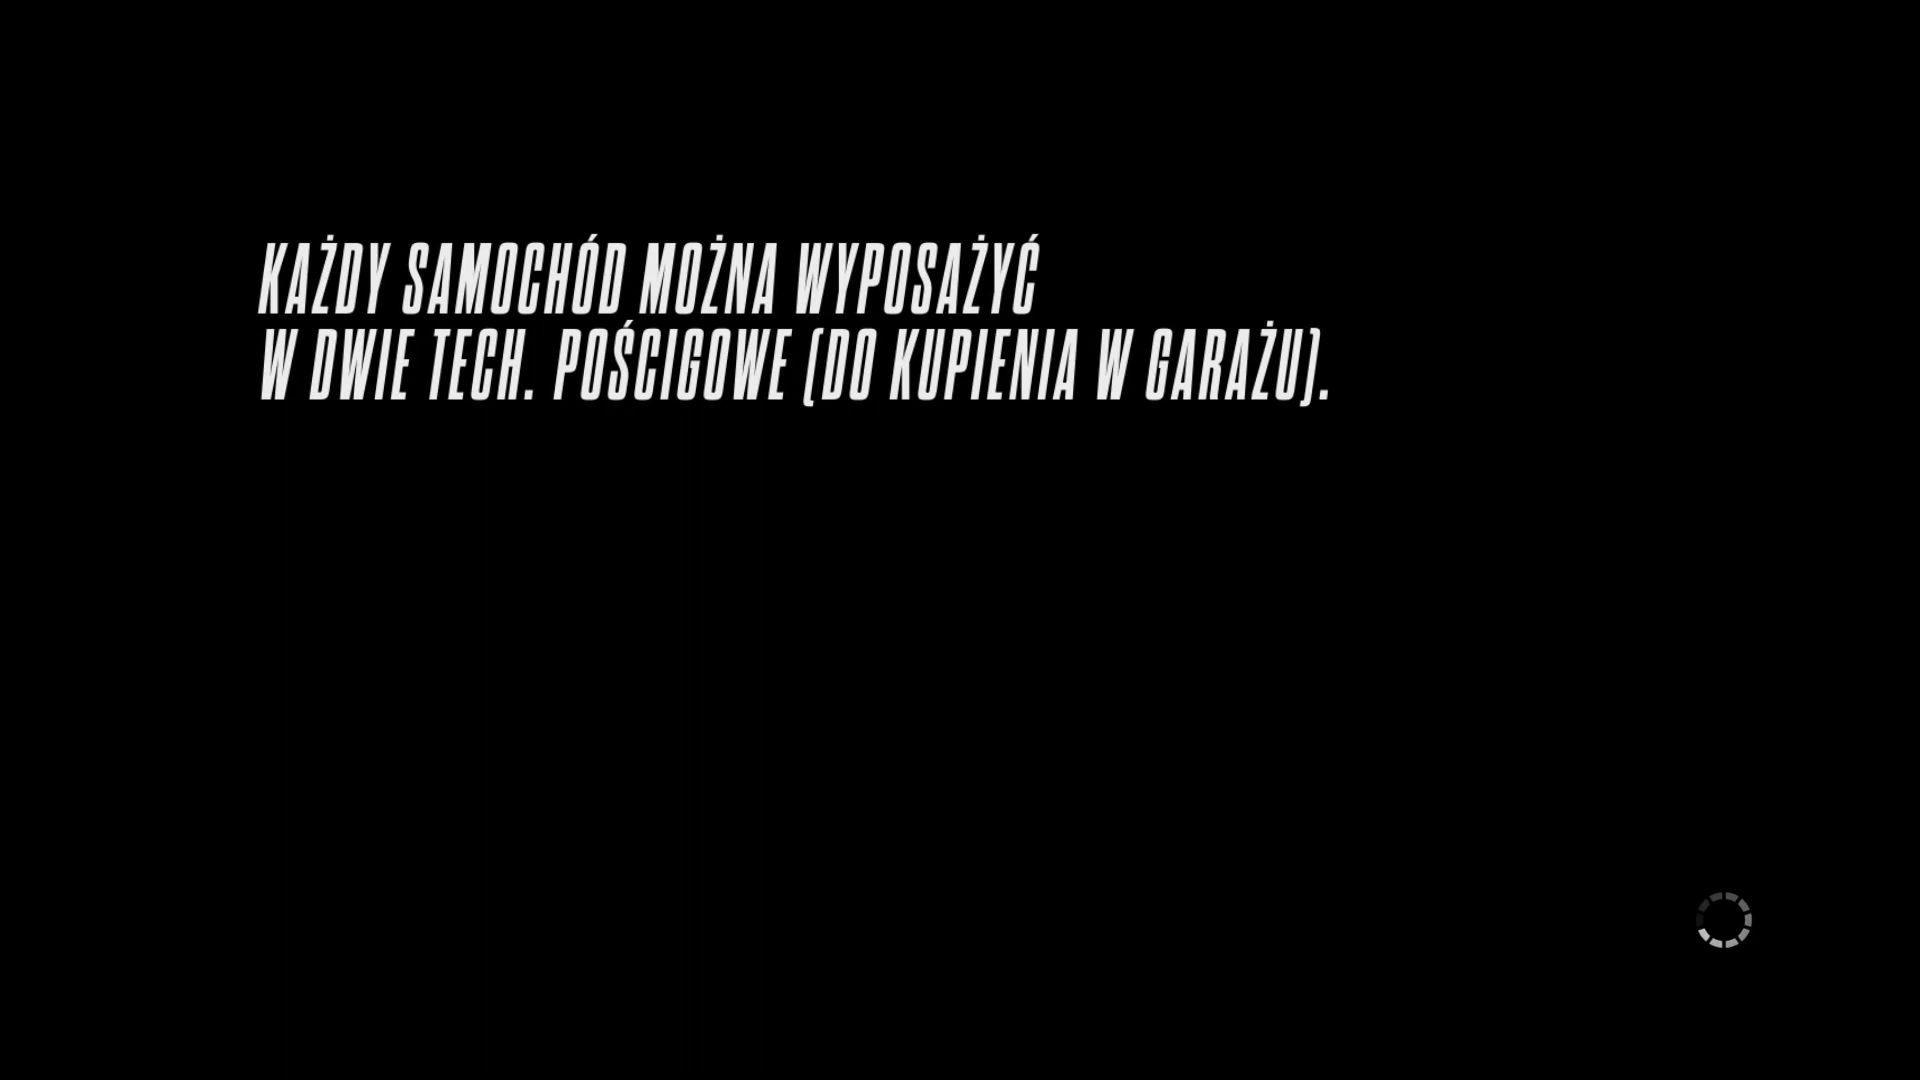 KAŻDY SAMOCHÓD MOŻNA WYPOSAŻYĆ
W DWIE TECH. POŚCIGOWE (DO KUPIENIA W GARAŻU).